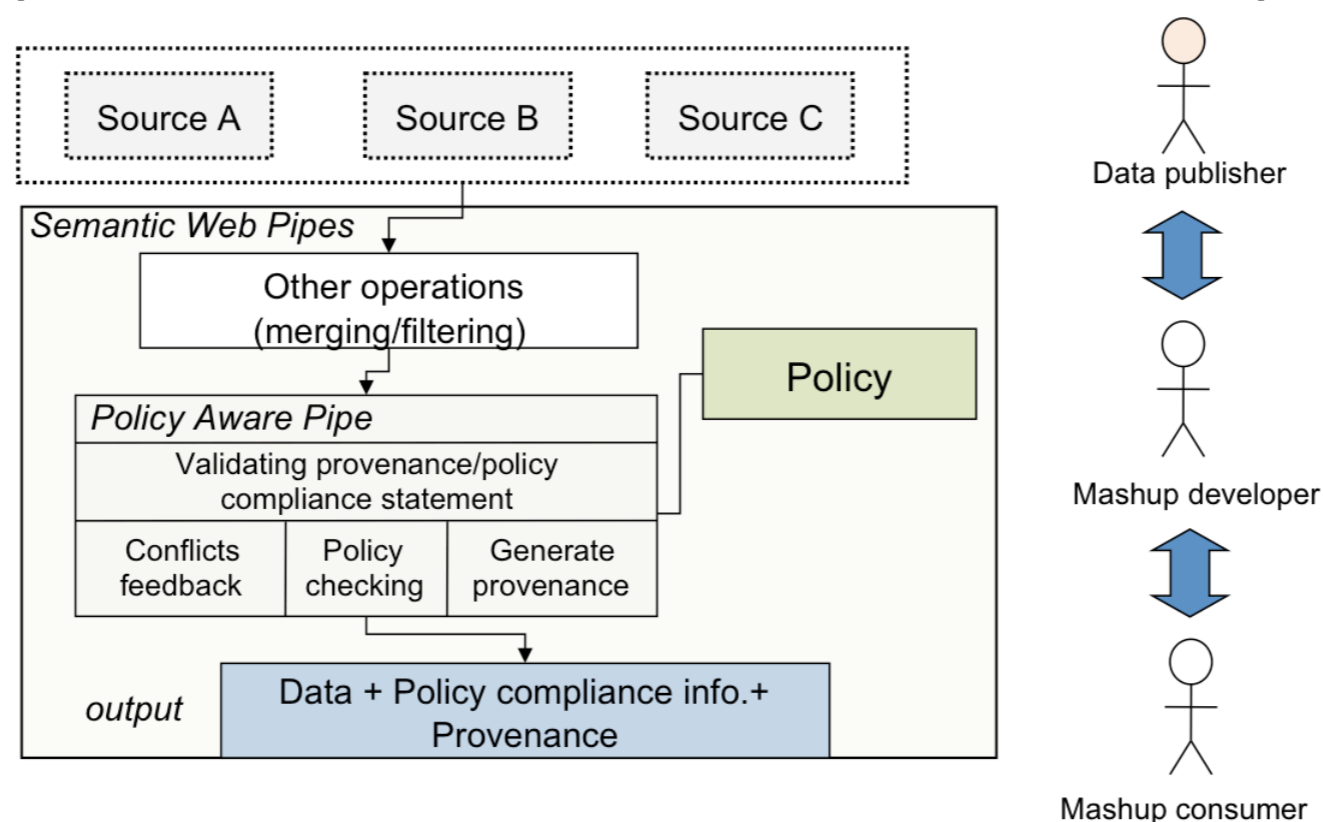 Source A
Source B
Source C
Data publisher
Semantic Web Pipes
Other operations
(merging/filtering)
Policy
Policy Aware Pipe
Validating provenance/policy
compliance statement
Conflicts
feedback
Policy
checking
Generate
provenance
Mashup developer
output
Data + Policy compliance info.+
Provenance
Mashup consumer